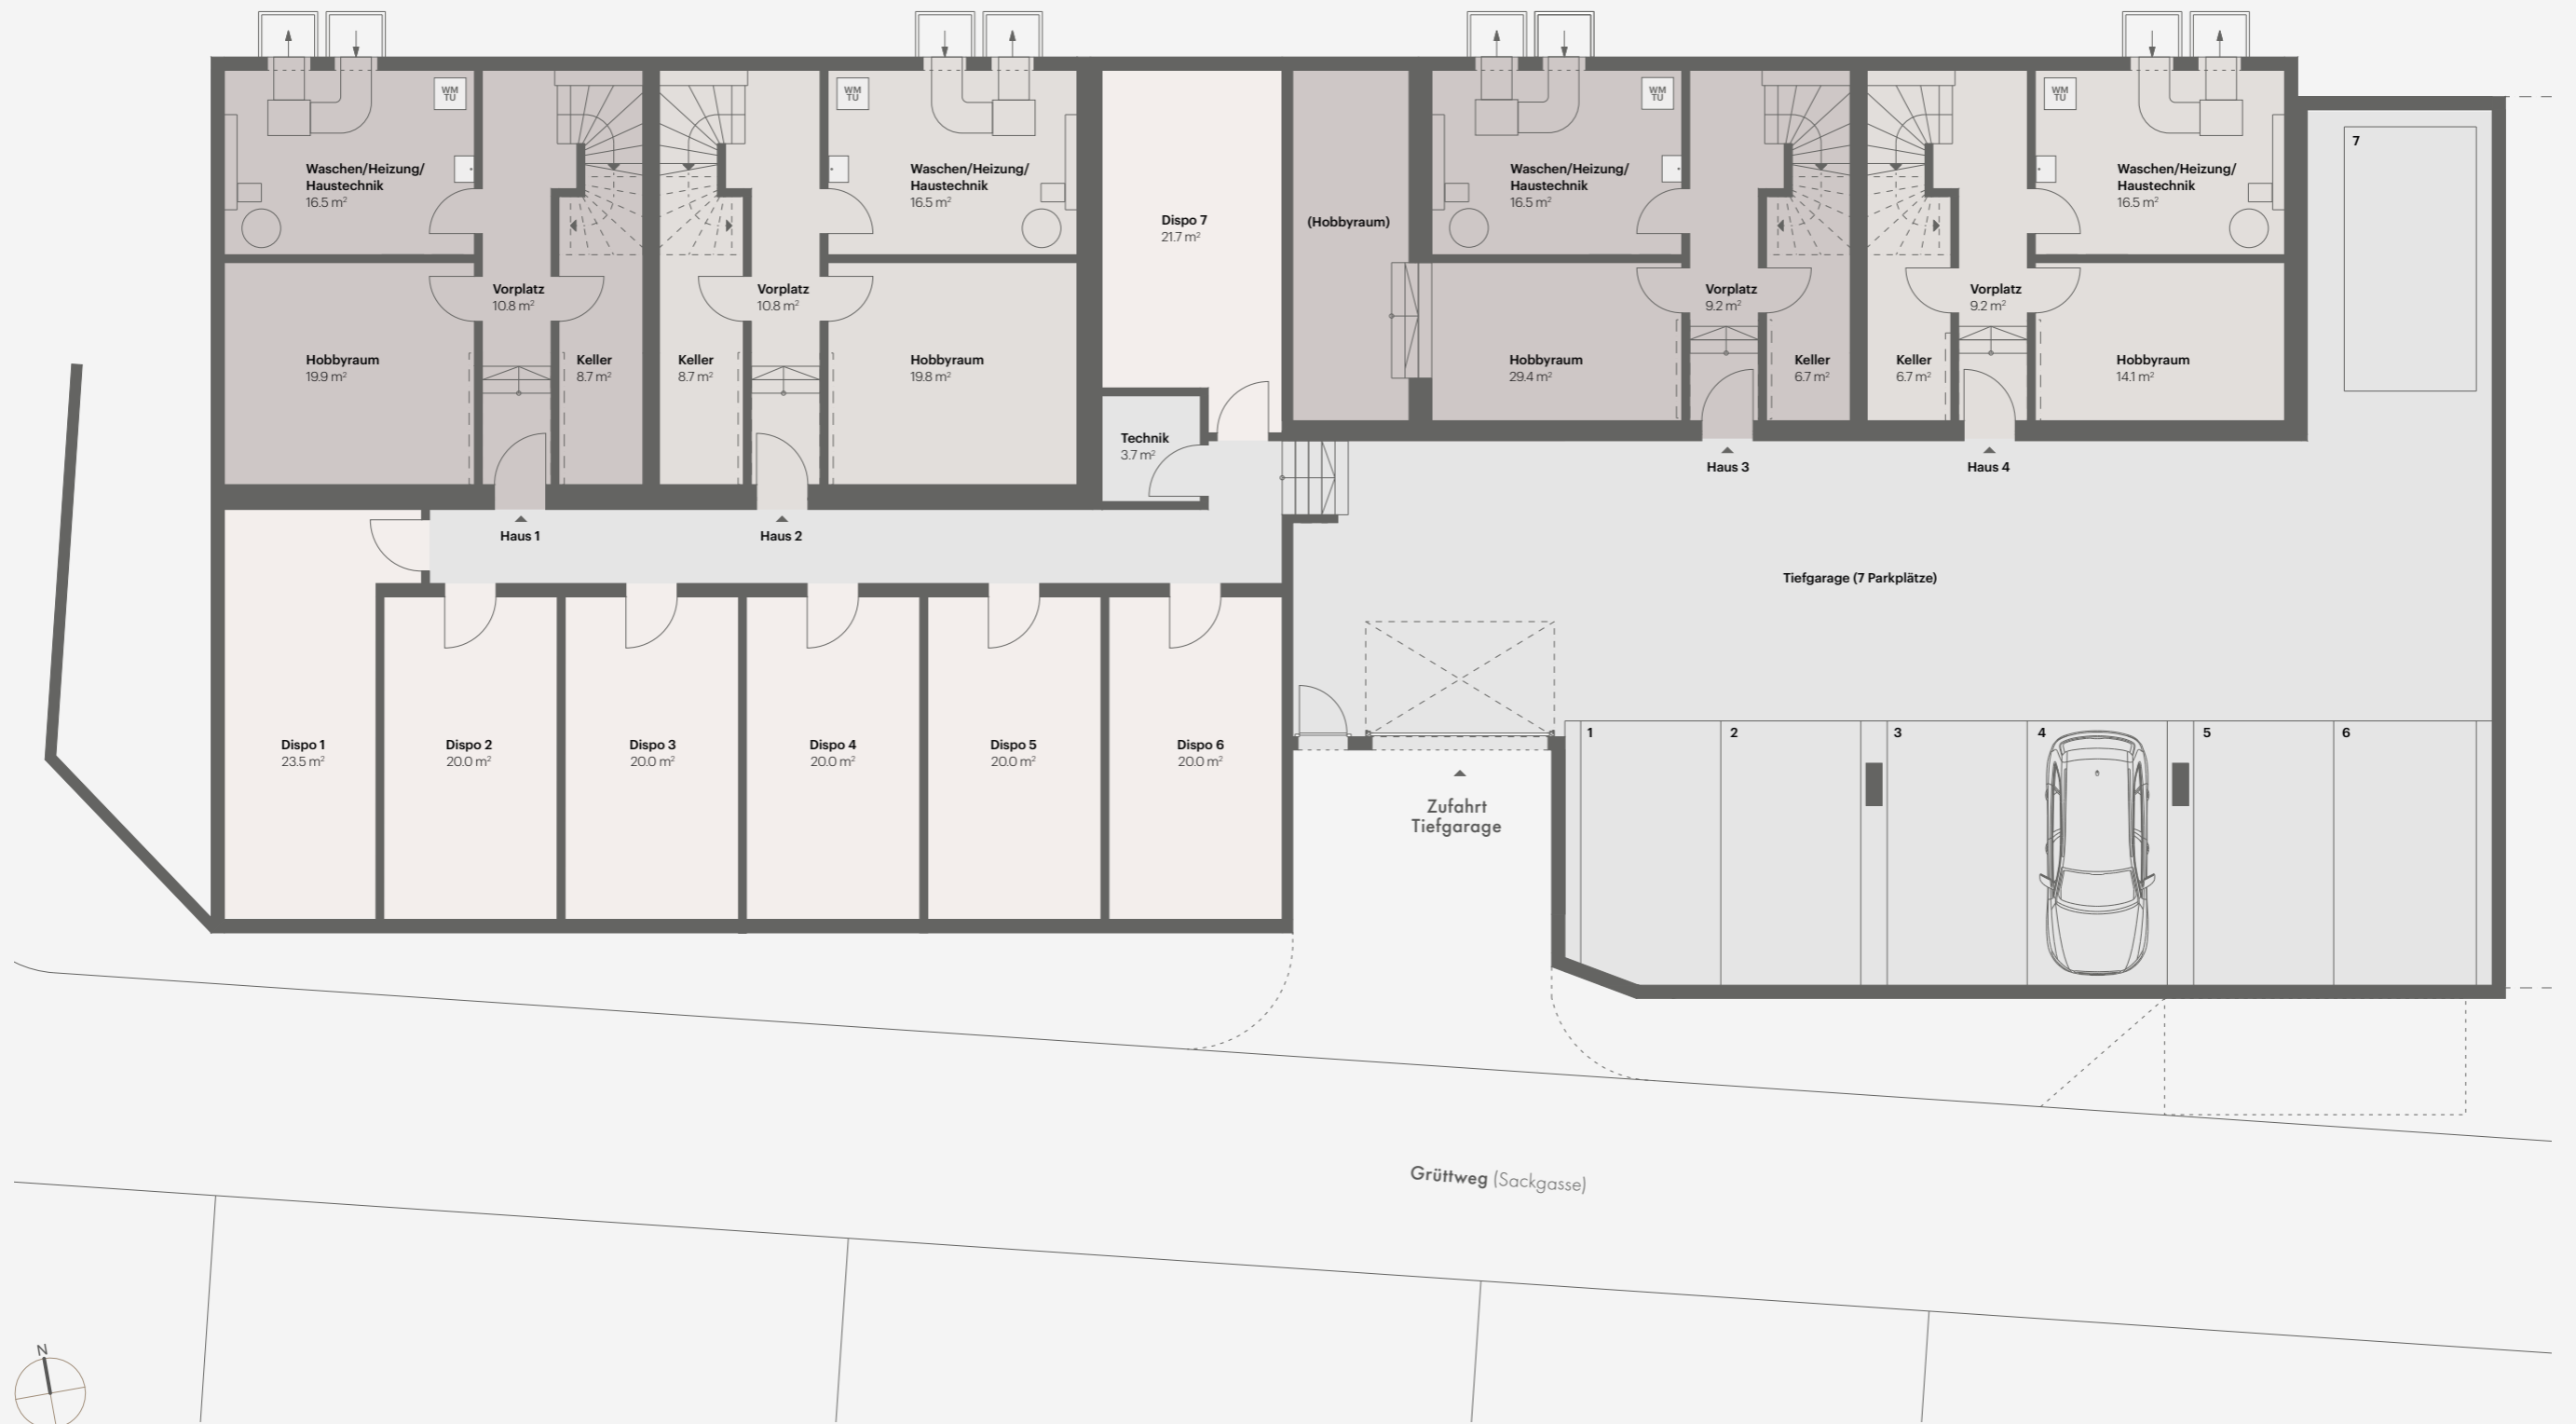 WM
TU
WM
TU
WM
TU
WM
TU
7
Waschen/Heizung/
Haustechnik
16.5 m²
Waschen/Heizung/
Haustechnik
16.5 m²
Dispo 7
21.7 m²
(Hobbyraum)
Waschen/Heizung/
Haustechnik
16.5 m²
Waschen/Heizung/
Haustechnik
16.5 m²
Vorplatz
10.8 m²
Vorplatz
10.8 m²
Vorplatz
9.2 m²
Vorplatz
9.2 m²
Hobbyraum
19.9 m²
Keller
8.7 m²
Keller
8.7 m²
Hobbyraum
19.8 m²
Hobbyraum
29.4 m²
Keller
6.7 m²
Keller
6.7 m²
Hobbyraum
14.1 m²
Technik
3.7 m²
Haus 3
Haus 4
Haus 1
Haus 2
Tiefgarage (7 Parkplätze)
Dispo 1
23.5 m²
Dispo 2
20.0 m²
Dispo 3
20.0 m²
Dispo 4
20.0 m²
Dispo 5
20.0 m²
Dispo 6
20.0 m²
1
2
3
4
5
6
Zufahrt
Tiefgarage
Grüttweg (Sackgasse)
N